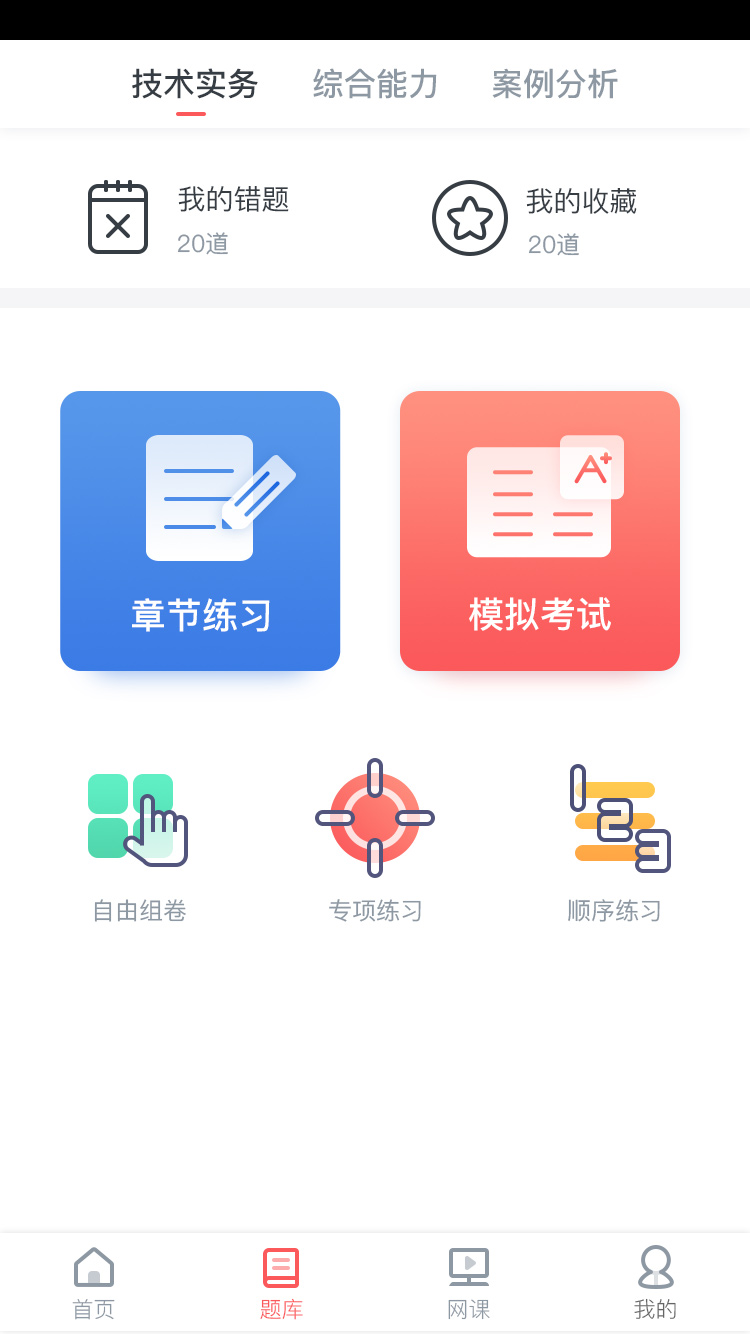 技术实务 综合能力 案例分析
我的错题 我的收藏
20道 20道
A+
章节练习 模拟考试
自由组卷 专项练习 顺序练习
首页 题库 网课 我的